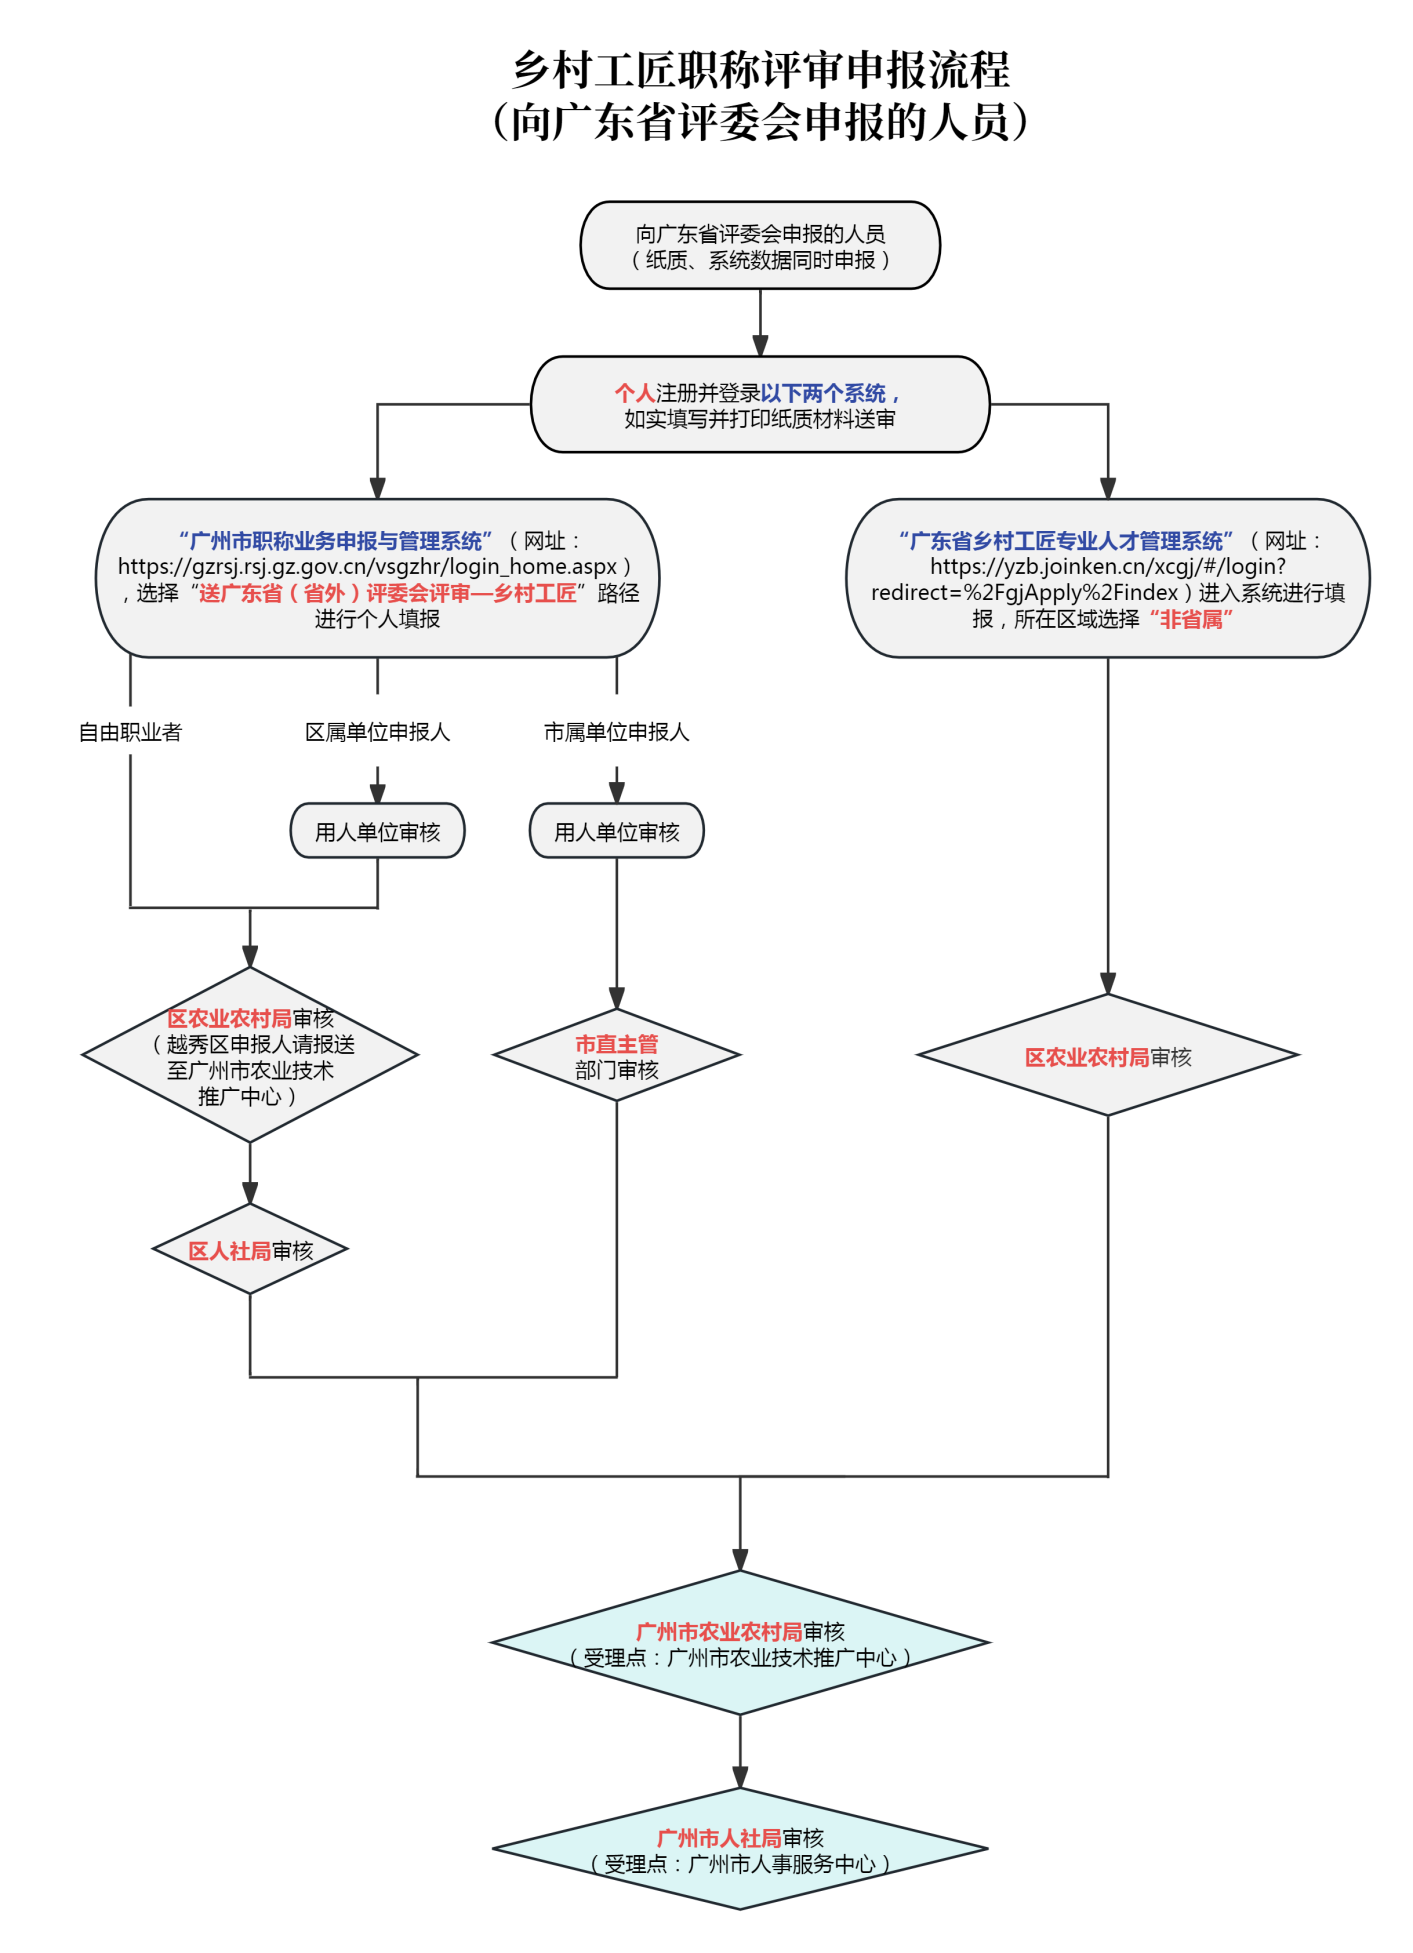 乡村工匠职称评审申报流程
（向广东省评委会申报的人员）
向广东省评委会申报的人员
（纸质、系统数据同时申报）
个人注册并登录以下两个系统，
如实填写并打印纸质材料送审
“广州市职称业务申报与管理系统”（网址：
https://gzrsj.rsj.gz.gov.cn/vsgzhr/login_home.aspx）
，选择“送广东省（省外）评委会评审—乡村工匠”路径
进行个人填报
“广东省乡村工匠专业人才管理系统”（网址：
https://yzb.joinken.cn/xcgj/#/login?
redirect=%2FgjApply%2Findex）进入系统进行填
报，所在区域选择“非省属”
自由职业者
区属单位申报人
市属单位申报人
用人单位审核
用人单位审核
区农业农村局审核
（越秀区申报人请报送
至广州市农业技术
推广中心）
市直主管
部门审核
区农业农村局审核
区人社局审核
广州市农业农村局审核
（受理点：广州市农业技术推广中心）
广州市人社局审核
（受理点：广州市人事服务中心）